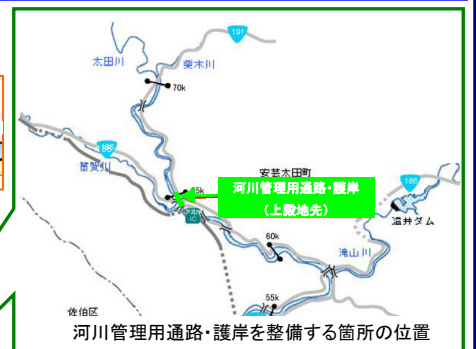 191
太田川
柴木川
70k
186
筒賀川
65k
安芸太田町
河川管理用通路・護岸
（上殿地先）
186
温井ダム
IC
60k
滝山川
55k
佐伯区
河川管理用通路・護岸を整備する箇所の位置